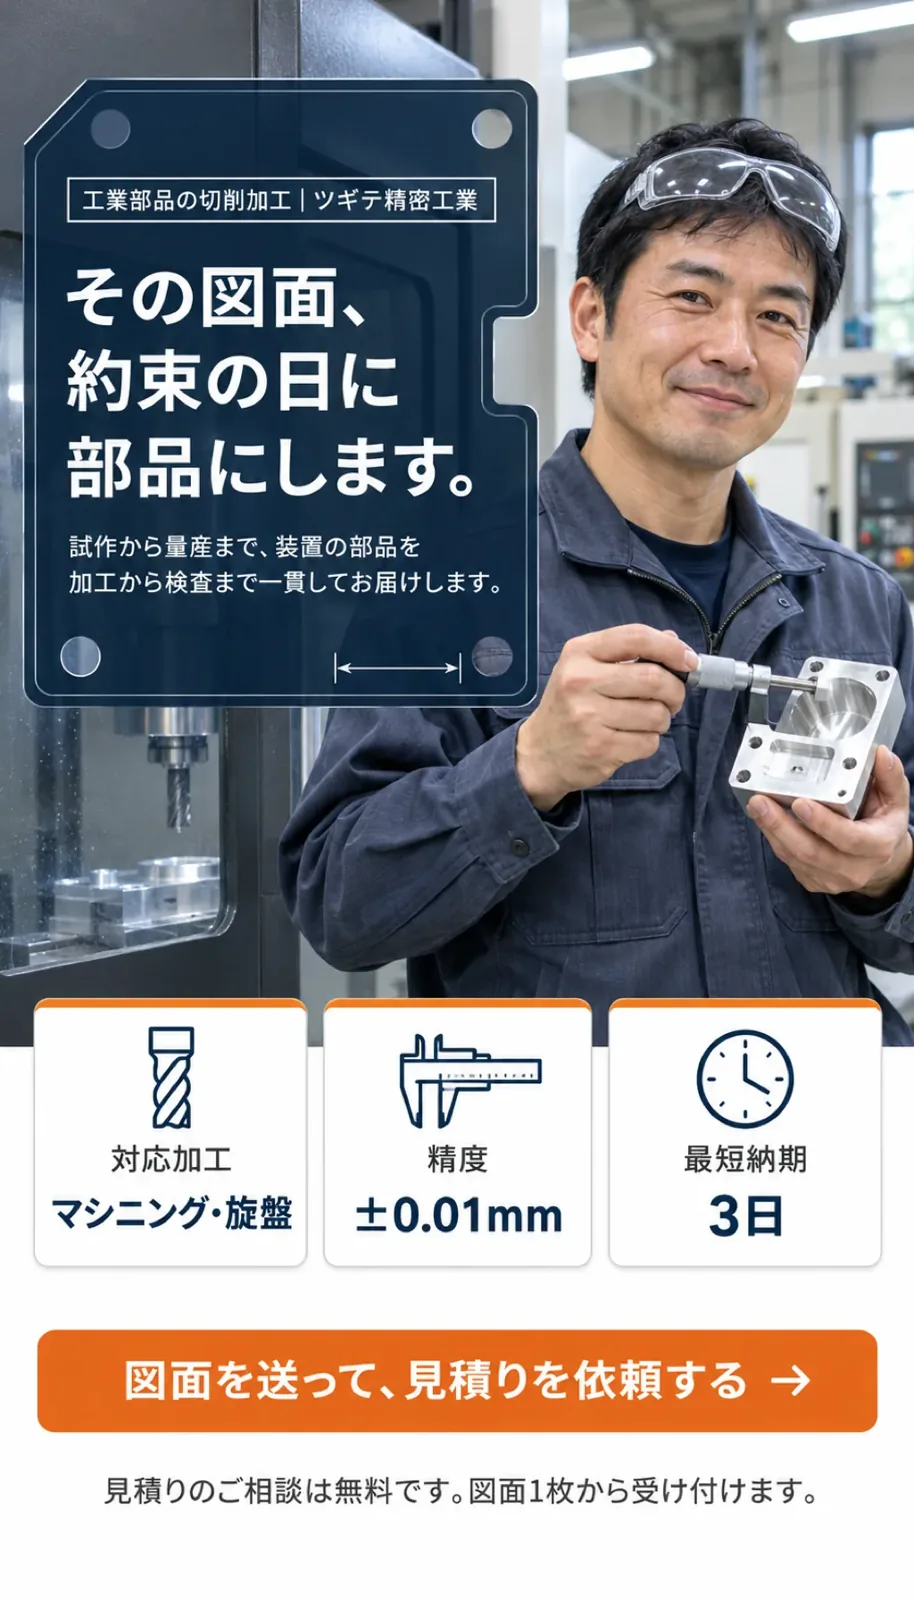 工業部品の切削加工｜ツギテ精密工業
その図面、
約束の日に
部品にします。
試作から量産まで、装置の部品を
加工から検査まで一貫してお届けします。
対応加工
マシニング・旋盤
精度
±0.01mm
最短納期
3日
図面を送って、見積りを依頼する →
見積りのご相談は無料です。図面1枚から受け付けます。